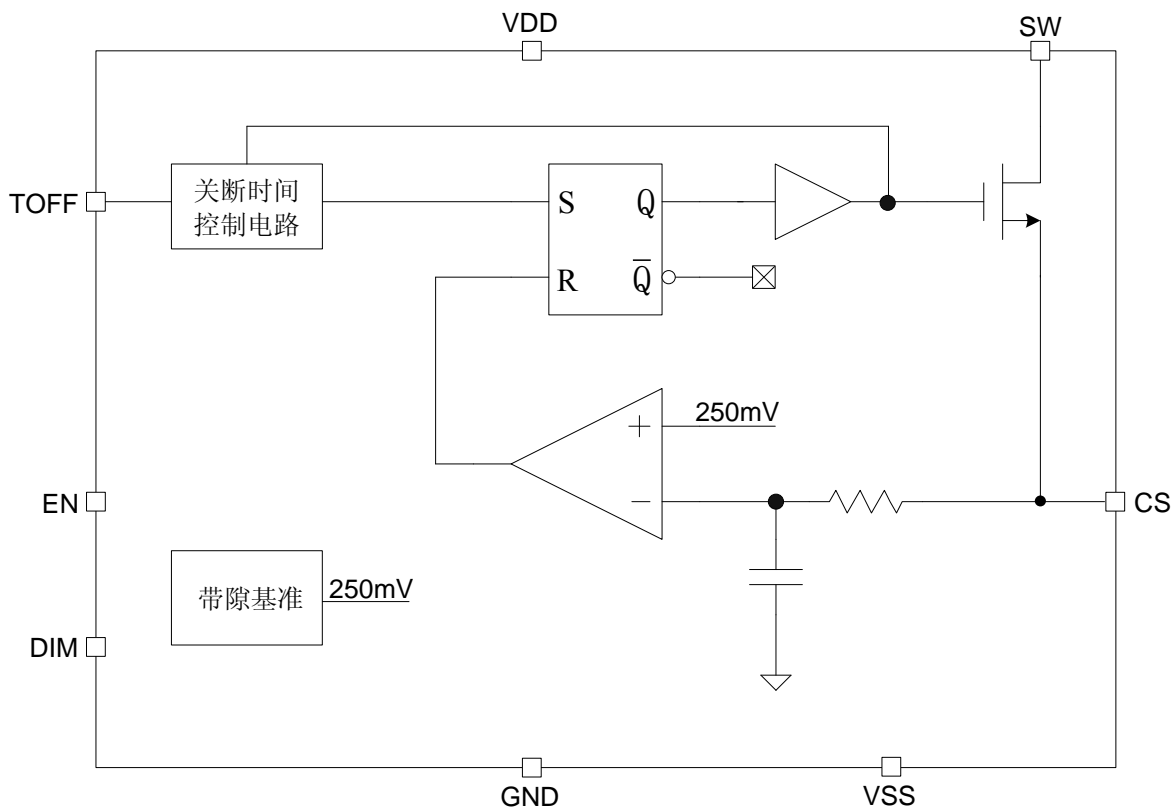 VDD
SW
TOFF
关断时间
控制电路
S
Q
R
Q̅
250mV
+
−
EN
CS
带隙基准
250mV
DIM
GND
VSS